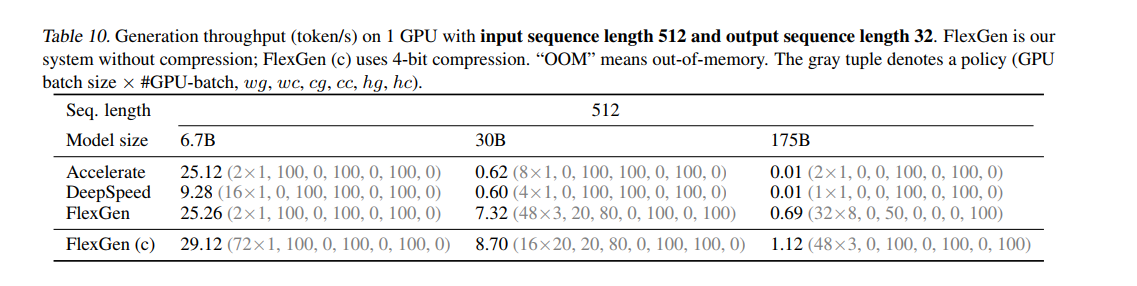 Table 10. Generation throughput (token/s) on 1 GPU with input sequence length 512 and output sequence length 32. FlexGen is our
system without compression; FlexGen (c) uses 4-bit compression. “OOM” means out-of-memory. The gray tuple denotes a policy (GPU
batch size × #GPU-batch, wg, wc, cg, cc, hg, hc).
Seq. length 512
Model size 6.7B 30B 175B
Accelerate 25.12 (2×1, 100, 0, 100, 0, 100, 0) 0.62 (8×1, 0, 100, 100, 0, 100, 0) 0.01 (2×1, 0, 0, 100, 0, 100, 0)
DeepSpeed 9.28 (16×1, 0, 100, 100, 0, 100, 0) 0.60 (4×1, 0, 100, 100, 0, 100, 0) 0.01 (1×1, 0, 0, 100, 0, 100, 0)
FlexGen 25.26 (2×1, 100, 0, 100, 0, 100, 0) 7.32 (48×3, 20, 80, 0, 100, 0, 100) 0.69 (32×8, 0, 50, 0, 0, 0, 100)
FlexGen (c) 29.12 (72×1, 100, 0, 100, 0, 100, 0) 8.70 (16×20, 20, 80, 0, 100, 100, 0) 1.12 (48×3, 0, 100, 0, 100, 0, 100)